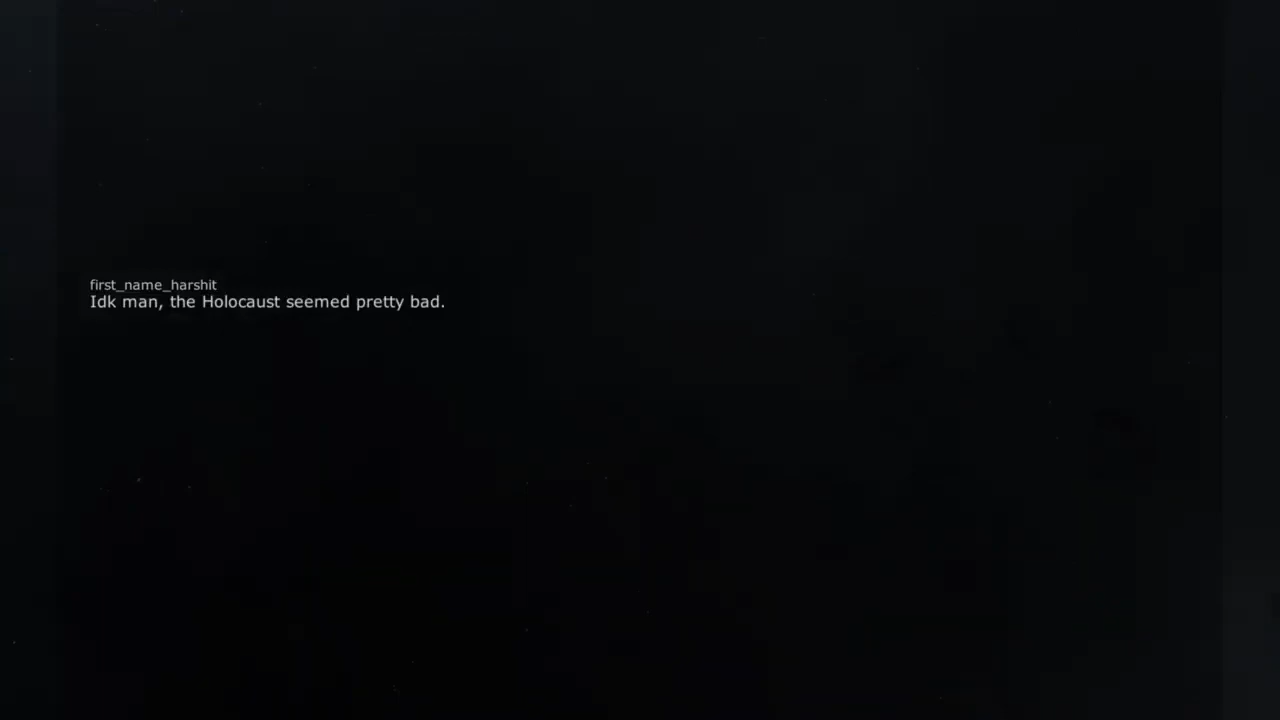 first_name_harshit
Idk man, the Holocaust seemed pretty bad.